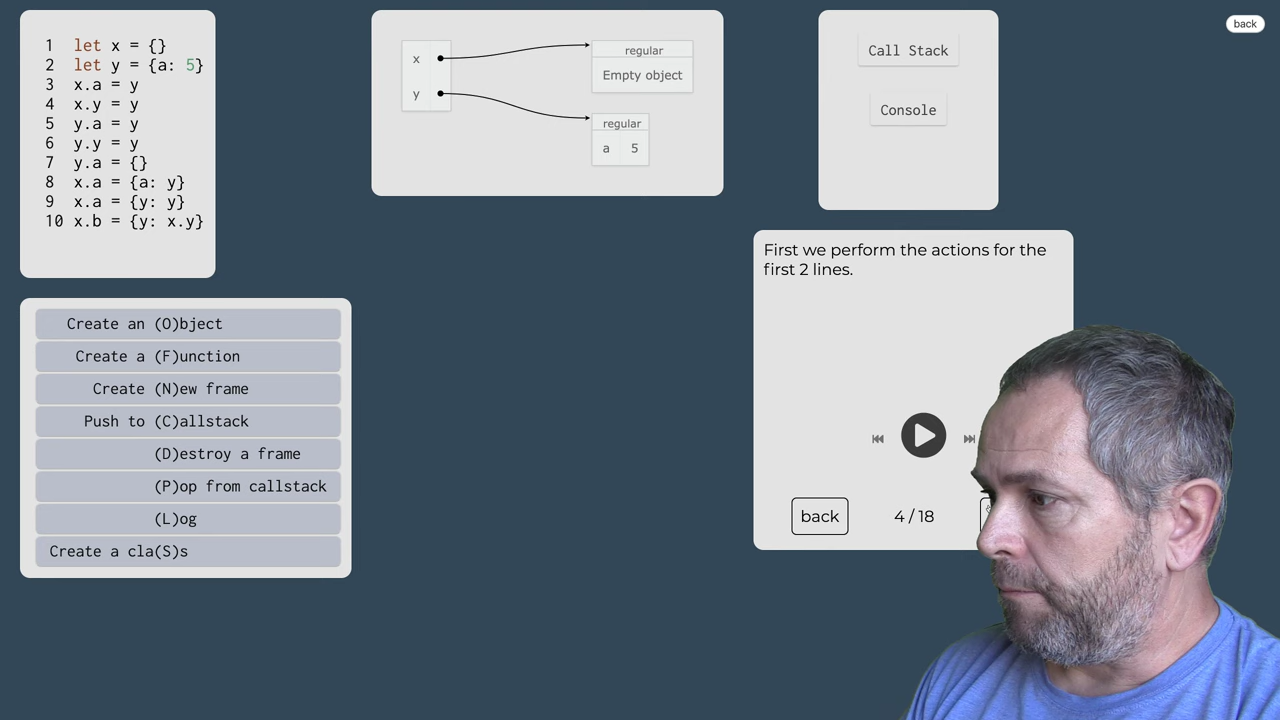 1 let x = {}
2 let y = {a: 5}
3 x.a = y
4 x.y = y
5 y.a = y
6 y.y = y
7 y.a = {}
8 x.a = {a: y}
9 x.a = {y: y}
10 x.b = {y: x.y}
Create an (O)bject
Create a (F)unction
Create (N)ew frame
Push to (C)allstack
(D)estroy a frame
(P)op from callstack
(L)og
Create a cla(S)s
x
y
regular
Empty object
regular
a 5
Call Stack
Console
back
First we perform the actions for the
first 2 lines.
back 4 / 18